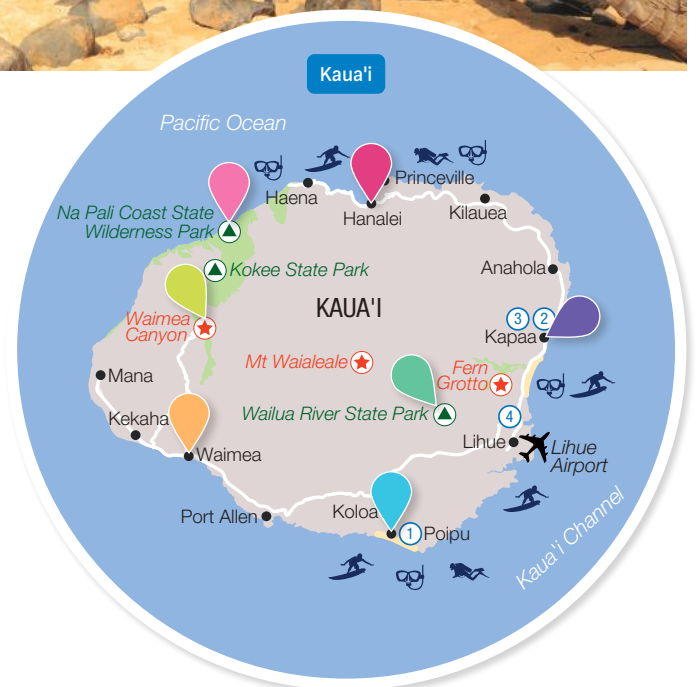 Kaua'i
Pacific Ocean
Princeville
Haena
Hanalei
Kilauea
Na Pali Coast State
Wilderness Park
Kokee State Park
Anahola
KAUA'I
3
2
Waimea
Canyon
Kapaa
Mt Waialeale
Fern
Grotto
Mana
Wailua River State Park
4
Kekaha
Lihue
Lihue
Airport
Waimea
Koloa
Port Allen
1
Poipu
Kaua'i Channel